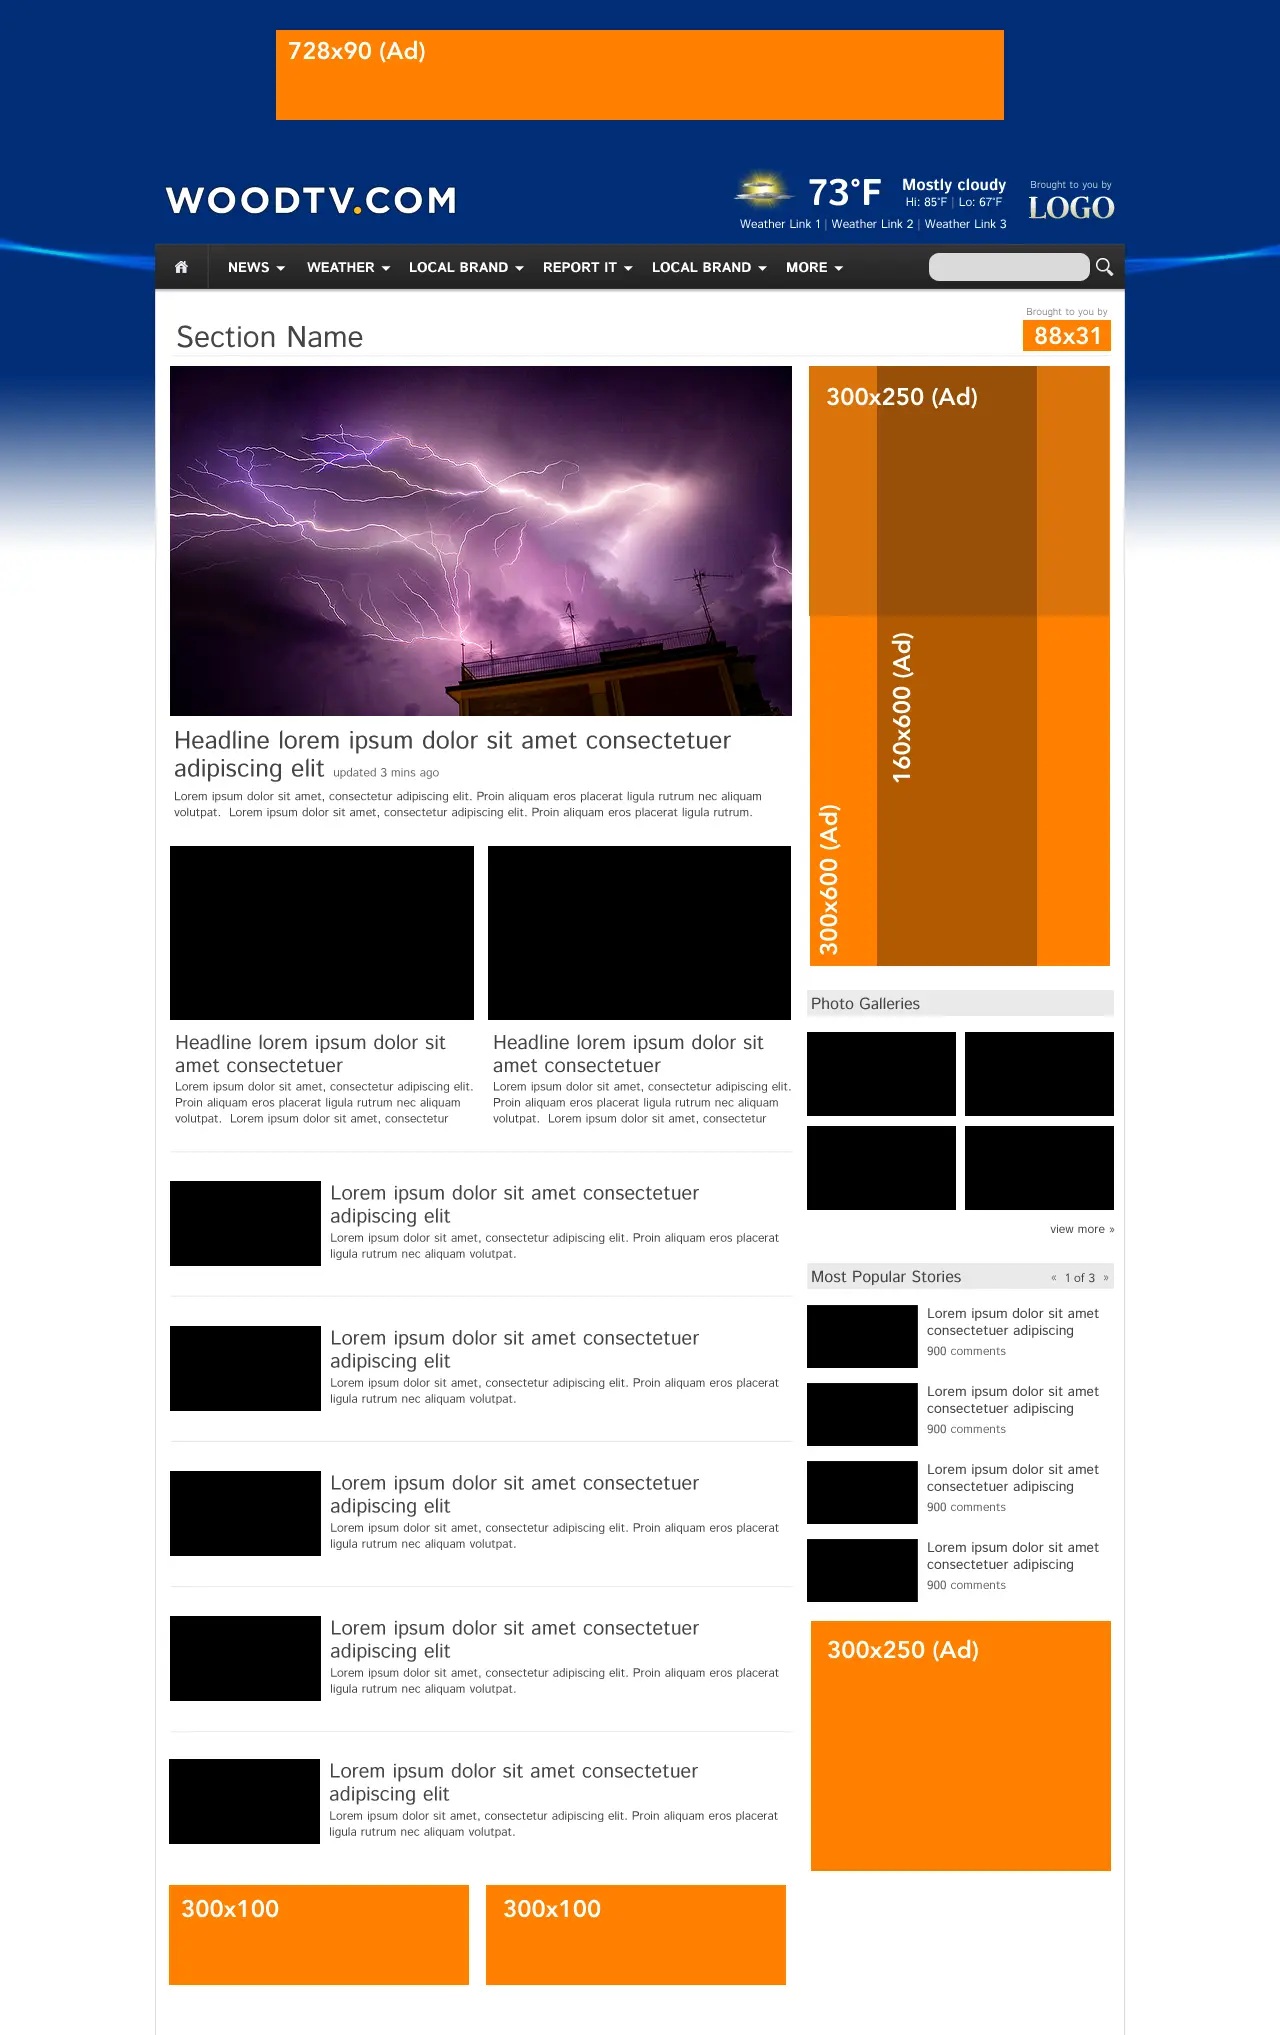 728x90 (Ad)
WOODTV.COM
73°F
Mostly cloudy
Hi: 85°F | Lo: 67°F
Weather Link 1 | Weather Link 2 | Weather Link 3
Brought to you by
LOGO
NEWS
WEATHER
LOCAL BRAND
REPORT IT
LOCAL BRAND
MORE
Section Name
Brought to you by
88x31
Headline lorem ipsum dolor sit amet consectetuer
adipiscing elit updated 3 mins ago
Lorem ipsum dolor sit amet, consectetur adipiscing elit. Proin aliquam eros placerat ligula rutrum nec aliquam
volutpat. Lorem ipsum dolor sit amet, consectetur adipiscing elit. Proin aliquam eros placerat ligula rutrum.
Headline lorem ipsum dolor sit
amet consectetuer
Lorem ipsum dolor sit amet, consectetur adipiscing elit.
Proin aliquam eros placerat ligula rutrum nec aliquam
volutpat. Lorem ipsum dolor sit amet, consectetur
Headline lorem ipsum dolor sit
amet consectetuer
Lorem ipsum dolor sit amet, consectetur adipiscing elit.
Proin aliquam eros placerat ligula rutrum nec aliquam
volutpat. Lorem ipsum dolor sit amet, consectetur
Lorem ipsum dolor sit amet consectetuer
adipiscing elit
Lorem ipsum dolor sit amet, consectetur adipiscing elit. Proin aliquam eros placerat
ligula rutrum nec aliquam volutpat.
Lorem ipsum dolor sit amet consectetuer
adipiscing elit
Lorem ipsum dolor sit amet, consectetur adipiscing elit. Proin aliquam eros placerat
ligula rutrum nec aliquam volutpat.
Lorem ipsum dolor sit amet consectetuer
adipiscing elit
Lorem ipsum dolor sit amet, consectetur adipiscing elit. Proin aliquam eros placerat
ligula rutrum nec aliquam volutpat.
Lorem ipsum dolor sit amet consectetuer
adipiscing elit
Lorem ipsum dolor sit amet, consectetur adipiscing elit. Proin aliquam eros placerat
ligula rutrum nec aliquam volutpat.
Lorem ipsum dolor sit amet consectetuer
adipiscing elit
Lorem ipsum dolor sit amet, consectetur adipiscing elit. Proin aliquam eros placerat
ligula rutrum nec aliquam volutpat.
300x100
300x100
300x250 (Ad)
160x600 (Ad)
300x600 (Ad)
Photo Galleries
view more »
Most Popular Stories
« 1 of 3 »
Lorem ipsum dolor sit amet
consectetuer adipiscing
900 comments
Lorem ipsum dolor sit amet
consectetuer adipiscing
900 comments
Lorem ipsum dolor sit amet
consectetuer adipiscing
900 comments
Lorem ipsum dolor sit amet
consectetuer adipiscing
900 comments
300x250 (Ad)